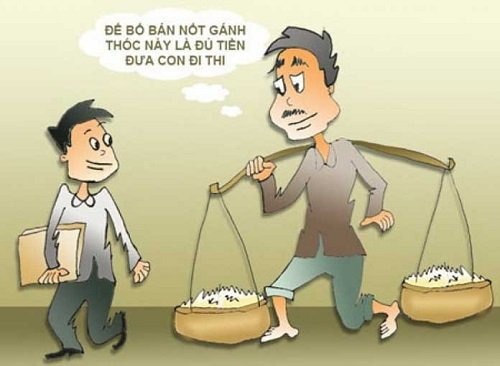 ĐỂ BỐ BÁN NỐT GÁNH
THÓC NÀY LÀ ĐỦ TIỀN
ĐƯA CON ĐI THI